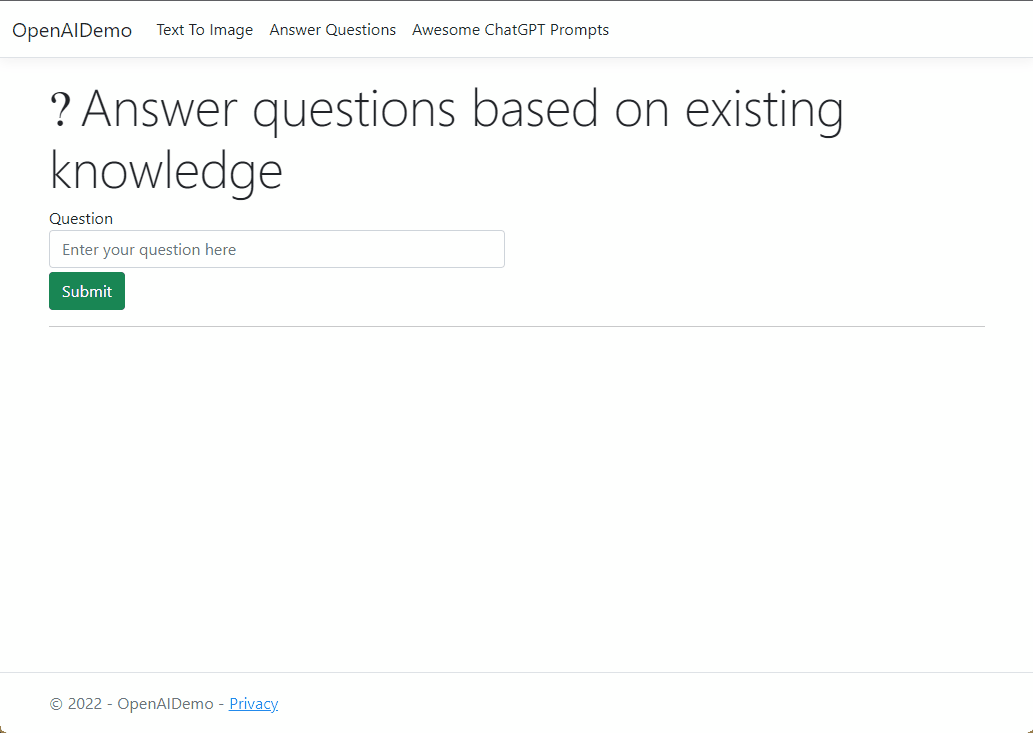 OpenAIDemo Text To Image Answer Questions Awesome ChatGPT Prompts
? Answer questions based on existing
knowledge
Question
Enter your question here
Submit
© 2022 - OpenAIDemo - Privacy